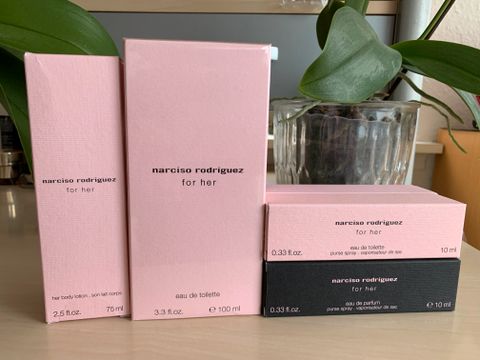 narciso rodriguez
for her
her body lotion . son lait corps
2.5 fl.oz. 75 ml
narciso rodriguez
for her
eau de toilette
3.3 fl.oz. ℮ 100 ml
narciso rodriguez
for her
eau de toilette
0.33 fl.oz. purse spray . vaporisateur de sac 10 ml
narciso rodriguez
for her
eau de parfum
0.33 fl.oz. purse spray . vaporisateur de sac ℮ 10 ml